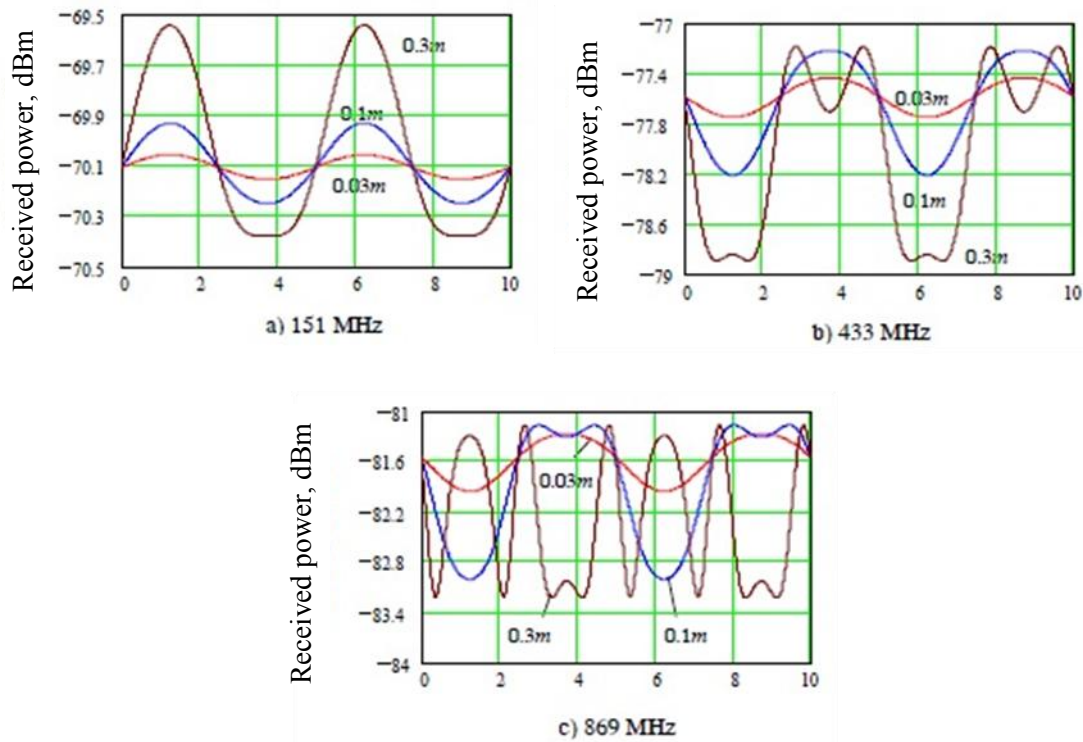 Received power, dBm
−69.5
−69.7
−69.9
−70.1
−70.3
−70.5
0.3m
0.1m
0.03m
0 2 4 6 8 10
a) 151 MHz
Received power, dBm
−77
−77.4
−77.8
−78.2
−78.6
−79
0.03m
0.1m
0.3m
0 2 4 6 8 10
b) 433 MHz
Received power, dBm
−81
−81.6
−82.2
−82.8
−83.4
−84
0.03m
0.3m 0.1m
0 2 4 6 8 10
c) 869 MHz